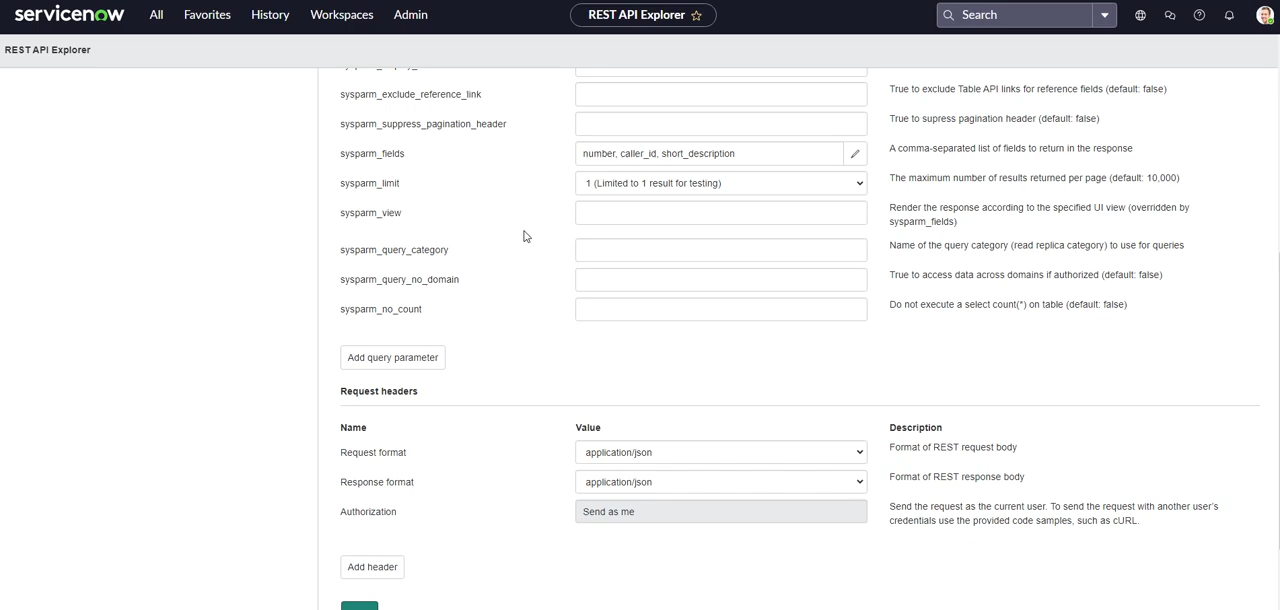 servicenow All Favorites History Workspaces Admin REST API Explorer Search
REST API Explorer
sysparm_exclude_reference_link True to exclude Table API links for reference fields (default: false)
sysparm_suppress_pagination_header True to supress pagination header (default: false)
sysparm_fields number, caller_id, short_description A comma-separated list of fields to return in the response
sysparm_limit 1 (Limited to 1 result for testing) The maximum number of results returned per page (default: 10,000)
sysparm_view Render the response according to the specified UI view (overridden by
sysparm_fields)
sysparm_query_category Name of the query category (read replica category) to use for queries
sysparm_query_no_domain True to access data across domains if authorized (default: false)
sysparm_no_count Do not execute a select count(*) on table (default: false)
Add query parameter
Request headers
Name Value Description
Request format application/json Format of REST request body
Response format application/json Format of REST response body
Authorization Send as me Send the request as the current user. To send the request with another user's
credentials use the provided code samples, such as cURL.
Add header